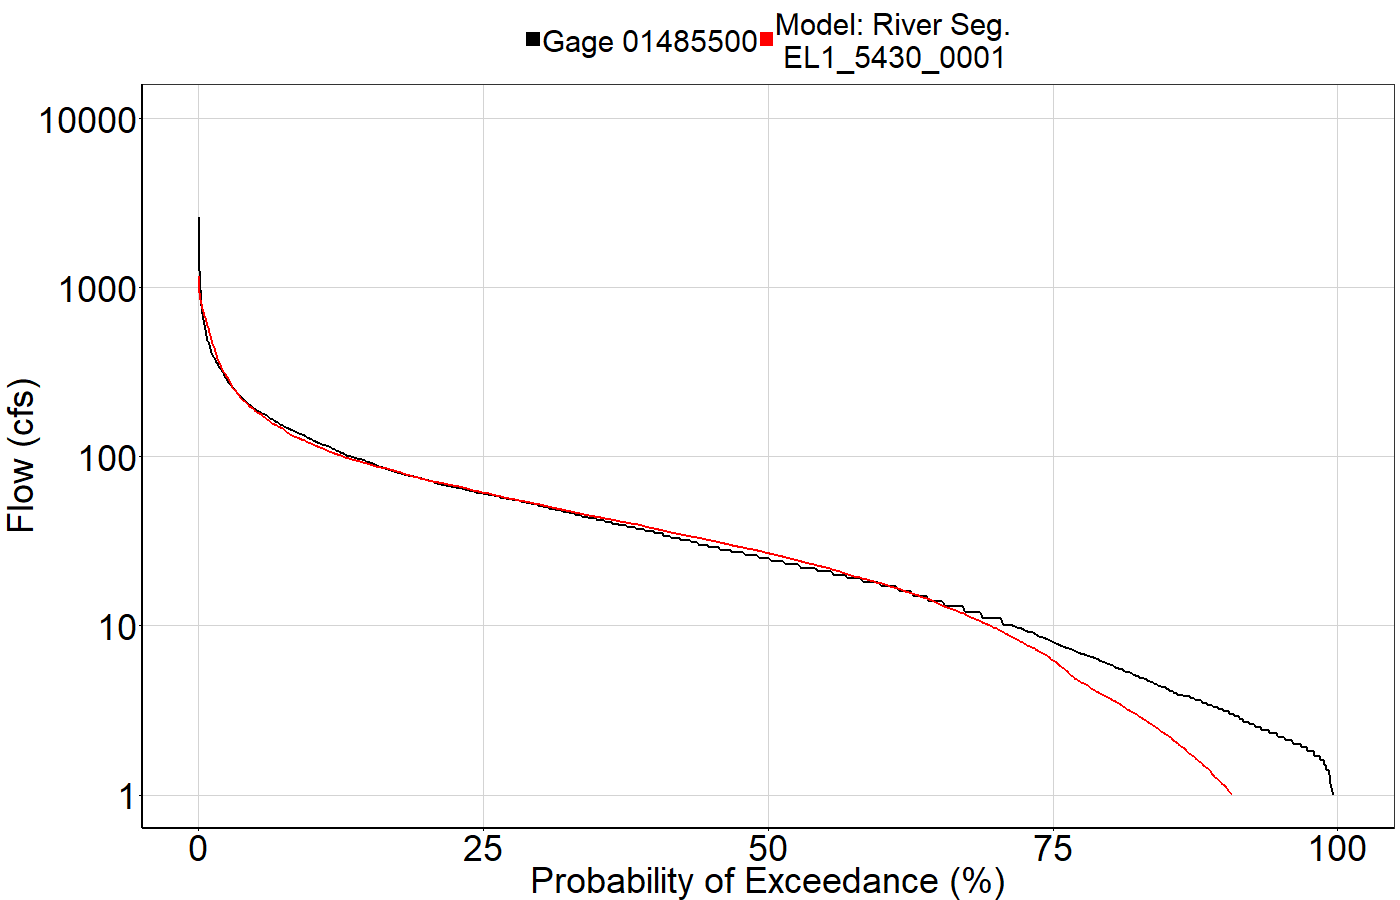 Gage 01485500
Model: River Seg.
EL1_5430_0001
Flow (cfs)
10000
1000
100
10
1
0 25 50 75 100
Probability of Exceedance (%)